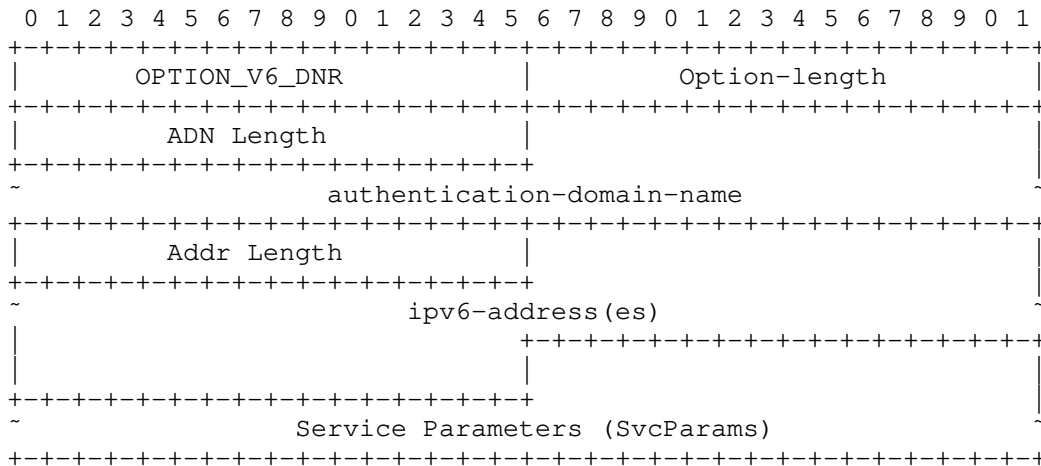 0 1 2 3 4 5 6 7 8 9 0 1 2 3 4 5 6 7 8 9 0 1 2 3 4 5 6 7 8 9 0 1
OPTION_V6_DNR Option-length
ADN Length
authentication-domain-name
Addr Length
ipv6-address(es)
Service Parameters (SvcParams)